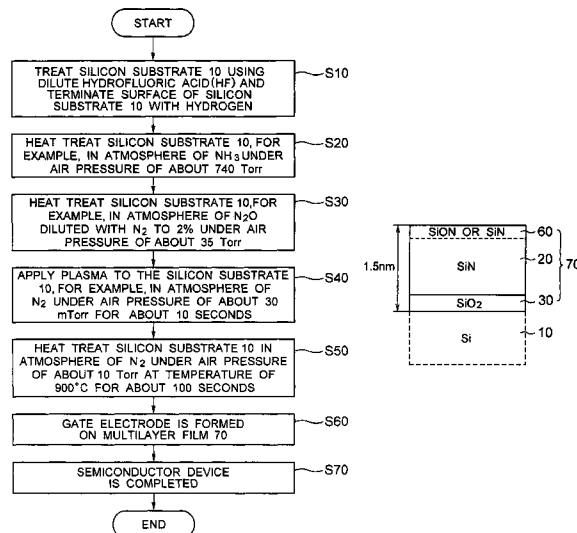 START
TREAT SILICON SUBSTRATE 10 USING
DILUTE HYDROFLUORIC ACID(HF) AND
TERMINATE SURFACE OF SILICON
SUBSTRATE 10 WITH HYDROGEN
S10
HEAT TREAT SILICON SUBSTRATE 10, FOR
EXAMPLE, IN ATMOSPHERE OF NH3 UNDER
AIR PRESSURE OF ABOUT 740 Torr
S20
HEAT TREAT SILICON SUBSTRATE 10,FOR
EXAMPLE, IN ATMOSPHERE OF N2O
DILUTED WITH N2 TO 2% UNDER AIR
PRESSURE OF ABOUT 35 Torr
S30
APPLY PLASMA TO THE SILICON SUBSTRATE
10, FOR EXAMPLE, IN ATMOSPHERE OF
N2 UNDER AIR PRESSURE OF ABOUT 30
mTorr FOR ABOUT 10 SECONDS
S40
HEAT TREAT SILICON SUBSTRATE 10 IN
ATMOSPHERE OF N2 UNDER AIR PRESSURE
OF ABOUT 10 Torr AT TEMPERATURE OF
900°C FOR ABOUT 100 SECONDS
S50
GATE ELECTRODE IS FORMED
ON MULTILAYER FILM 70
S60
SEMICONDUCTOR DEVICE
IS COMPLETED
S70
END
1.5nm
SiON OR SiN
60
SiN
20
70
SiO2
30
Si
10